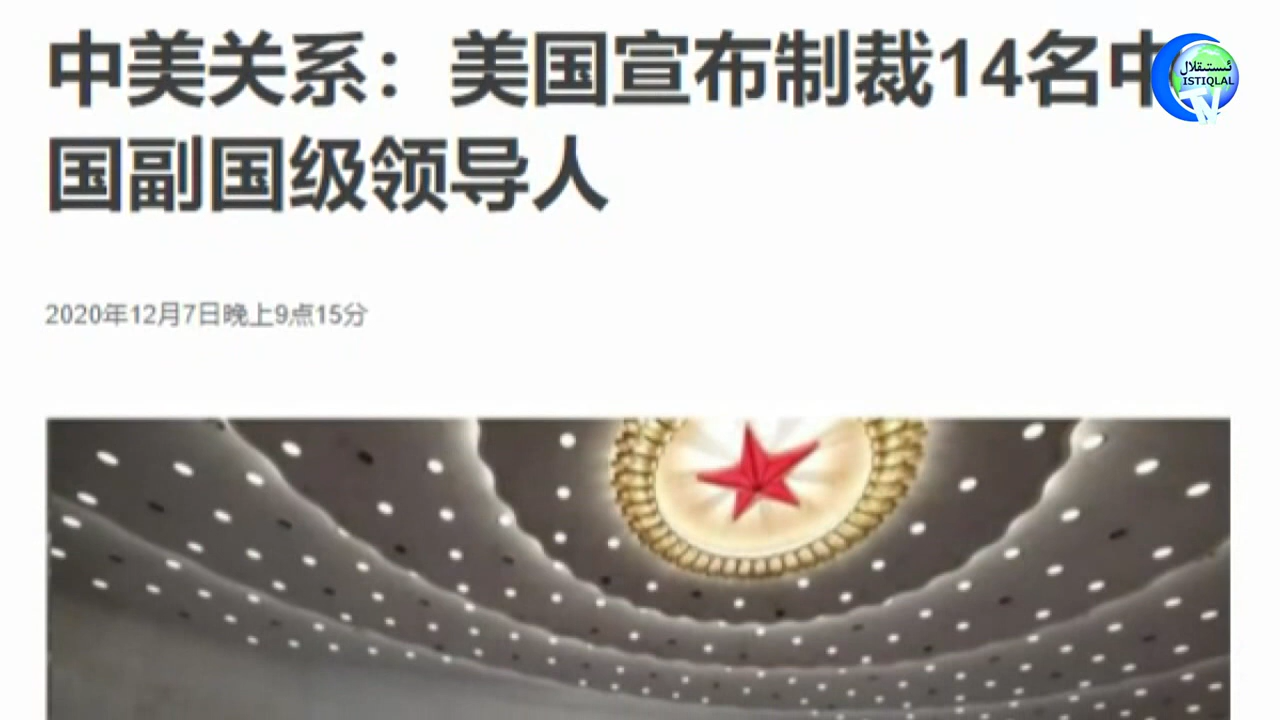 中美关系：美国宣布制裁14名中
国副国级领导人
2020年12月7日晚上9点15分
ئىستىقلال
ISTIQLAL
TV